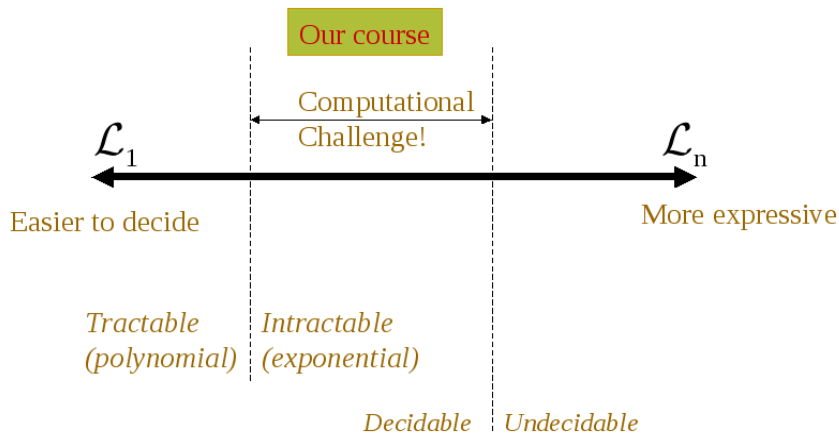 Our course
Computational
Challenge!
ℒ1
ℒn
Easier to decide
More expressive
Tractable
(polynomial)
Intractable
(exponential)
Decidable
Undecidable